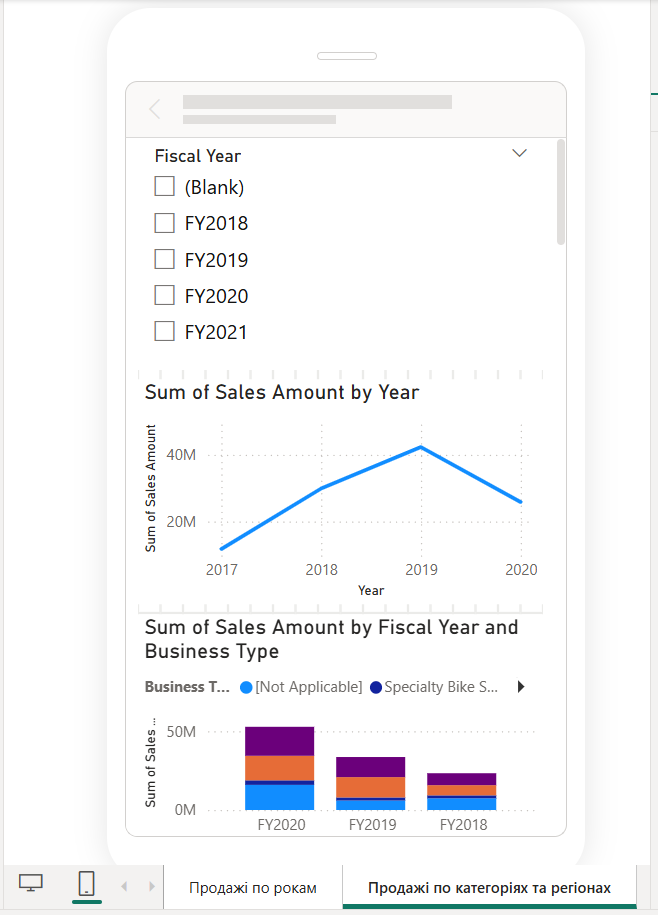 Fiscal Year
(Blank)
FY2018
FY2019
FY2020
FY2021
Sum of Sales Amount by Year
Sum of Sales Amount
40M
20M
2017 2018 2019 2020
Year
Sum of Sales Amount by Fiscal Year and
Business Type
Business T... [Not Applicable] Specialty Bike S...
Sum of Sales ...
50M
0M
FY2020 FY2019 FY2018
Продажі по рокам Продажі по категоріях та регіонах